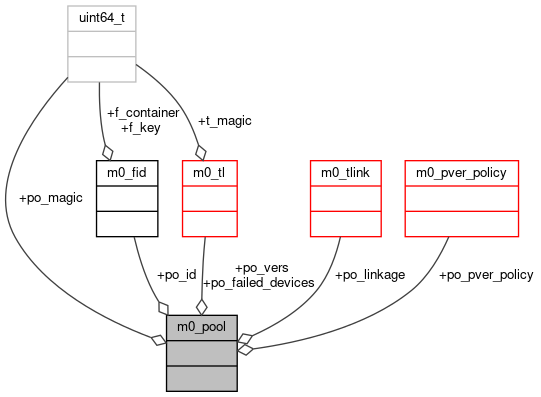 uint64_t
+f_container
+f_key
+t_magic
m0_fid
m0_tl
m0_tlink
m0_pver_policy
+po_magic
+po_id
+po_vers
+po_failed_devices
+po_linkage
+po_pver_policy
m0_pool